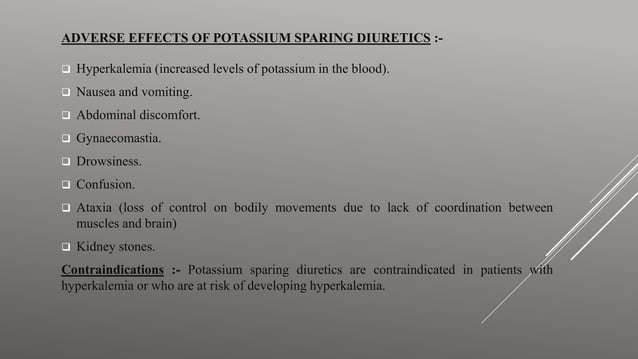 ADVERSE EFFECTS OF POTASSIUM SPARING DIURETICS :-
Hyperkalemia (increased levels of potassium in the blood).
Nausea and vomiting.
Abdominal discomfort.
Gynaecomastia.
Drowsiness.
Confusion.
Ataxia (loss of control on bodily movements due to lack of coordination between
muscles and brain)
Kidney stones.
Contraindications :- Potassium sparing diuretics are contraindicated in patients with
hyperkalemia or who are at risk of developing hyperkalemia.